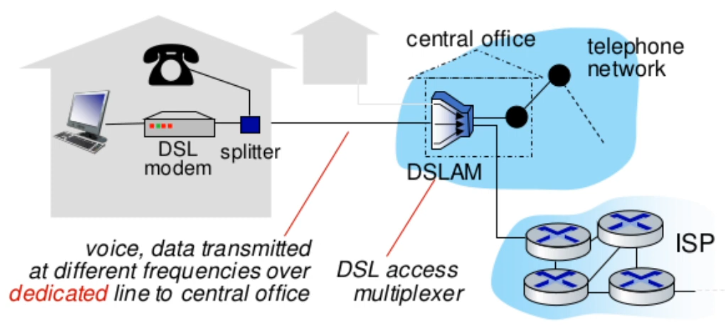 central office
telephone
network
DSL
modem
splitter
DSLAM
voice, data transmitted
at different frequencies over
dedicated line to central office
DSL access
multiplexer
ISP